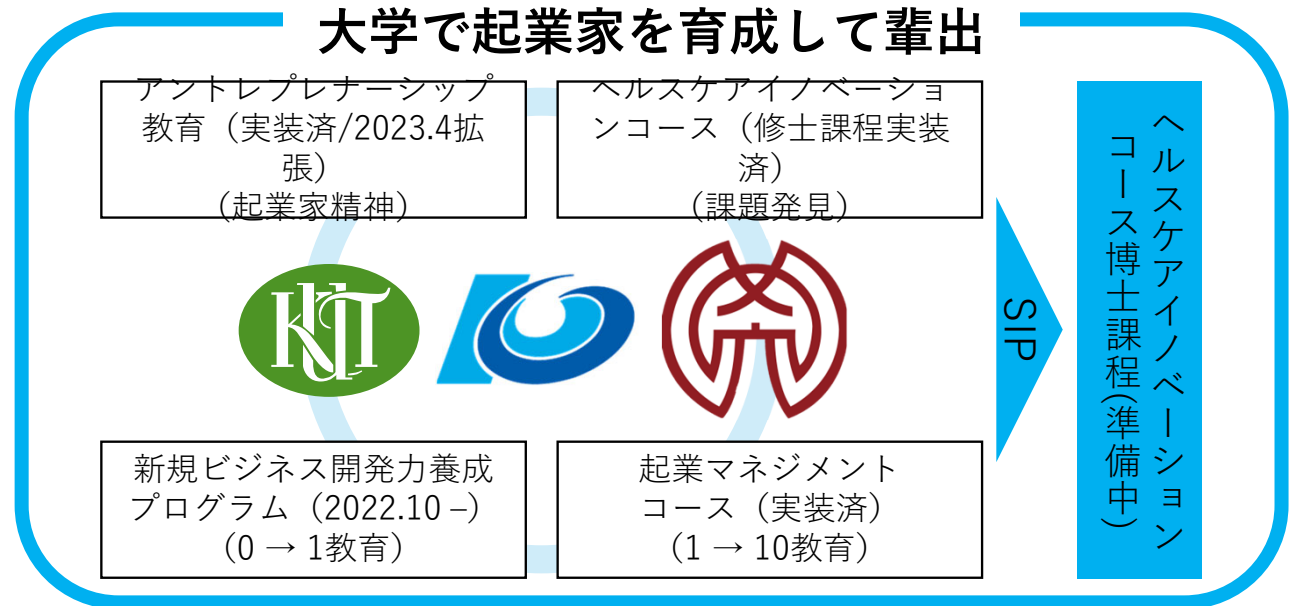 大学で起業家を育成して輩出
アントレプレナーシップ
教育（実装済/2023.4拡
張）
（起業家精神）
ヘルスケアイノベーショ
ンコース（修士課程実装
済）
（課題発見）
KUT
新規ビジネス開発力養成
プログラム（2022.10 –）
（0 → 1教育）
起業マネジメント
コース（実装済）
（1 → 10教育）
SIP
ヘルスケアイノベーション
コース博士課程(準備中)